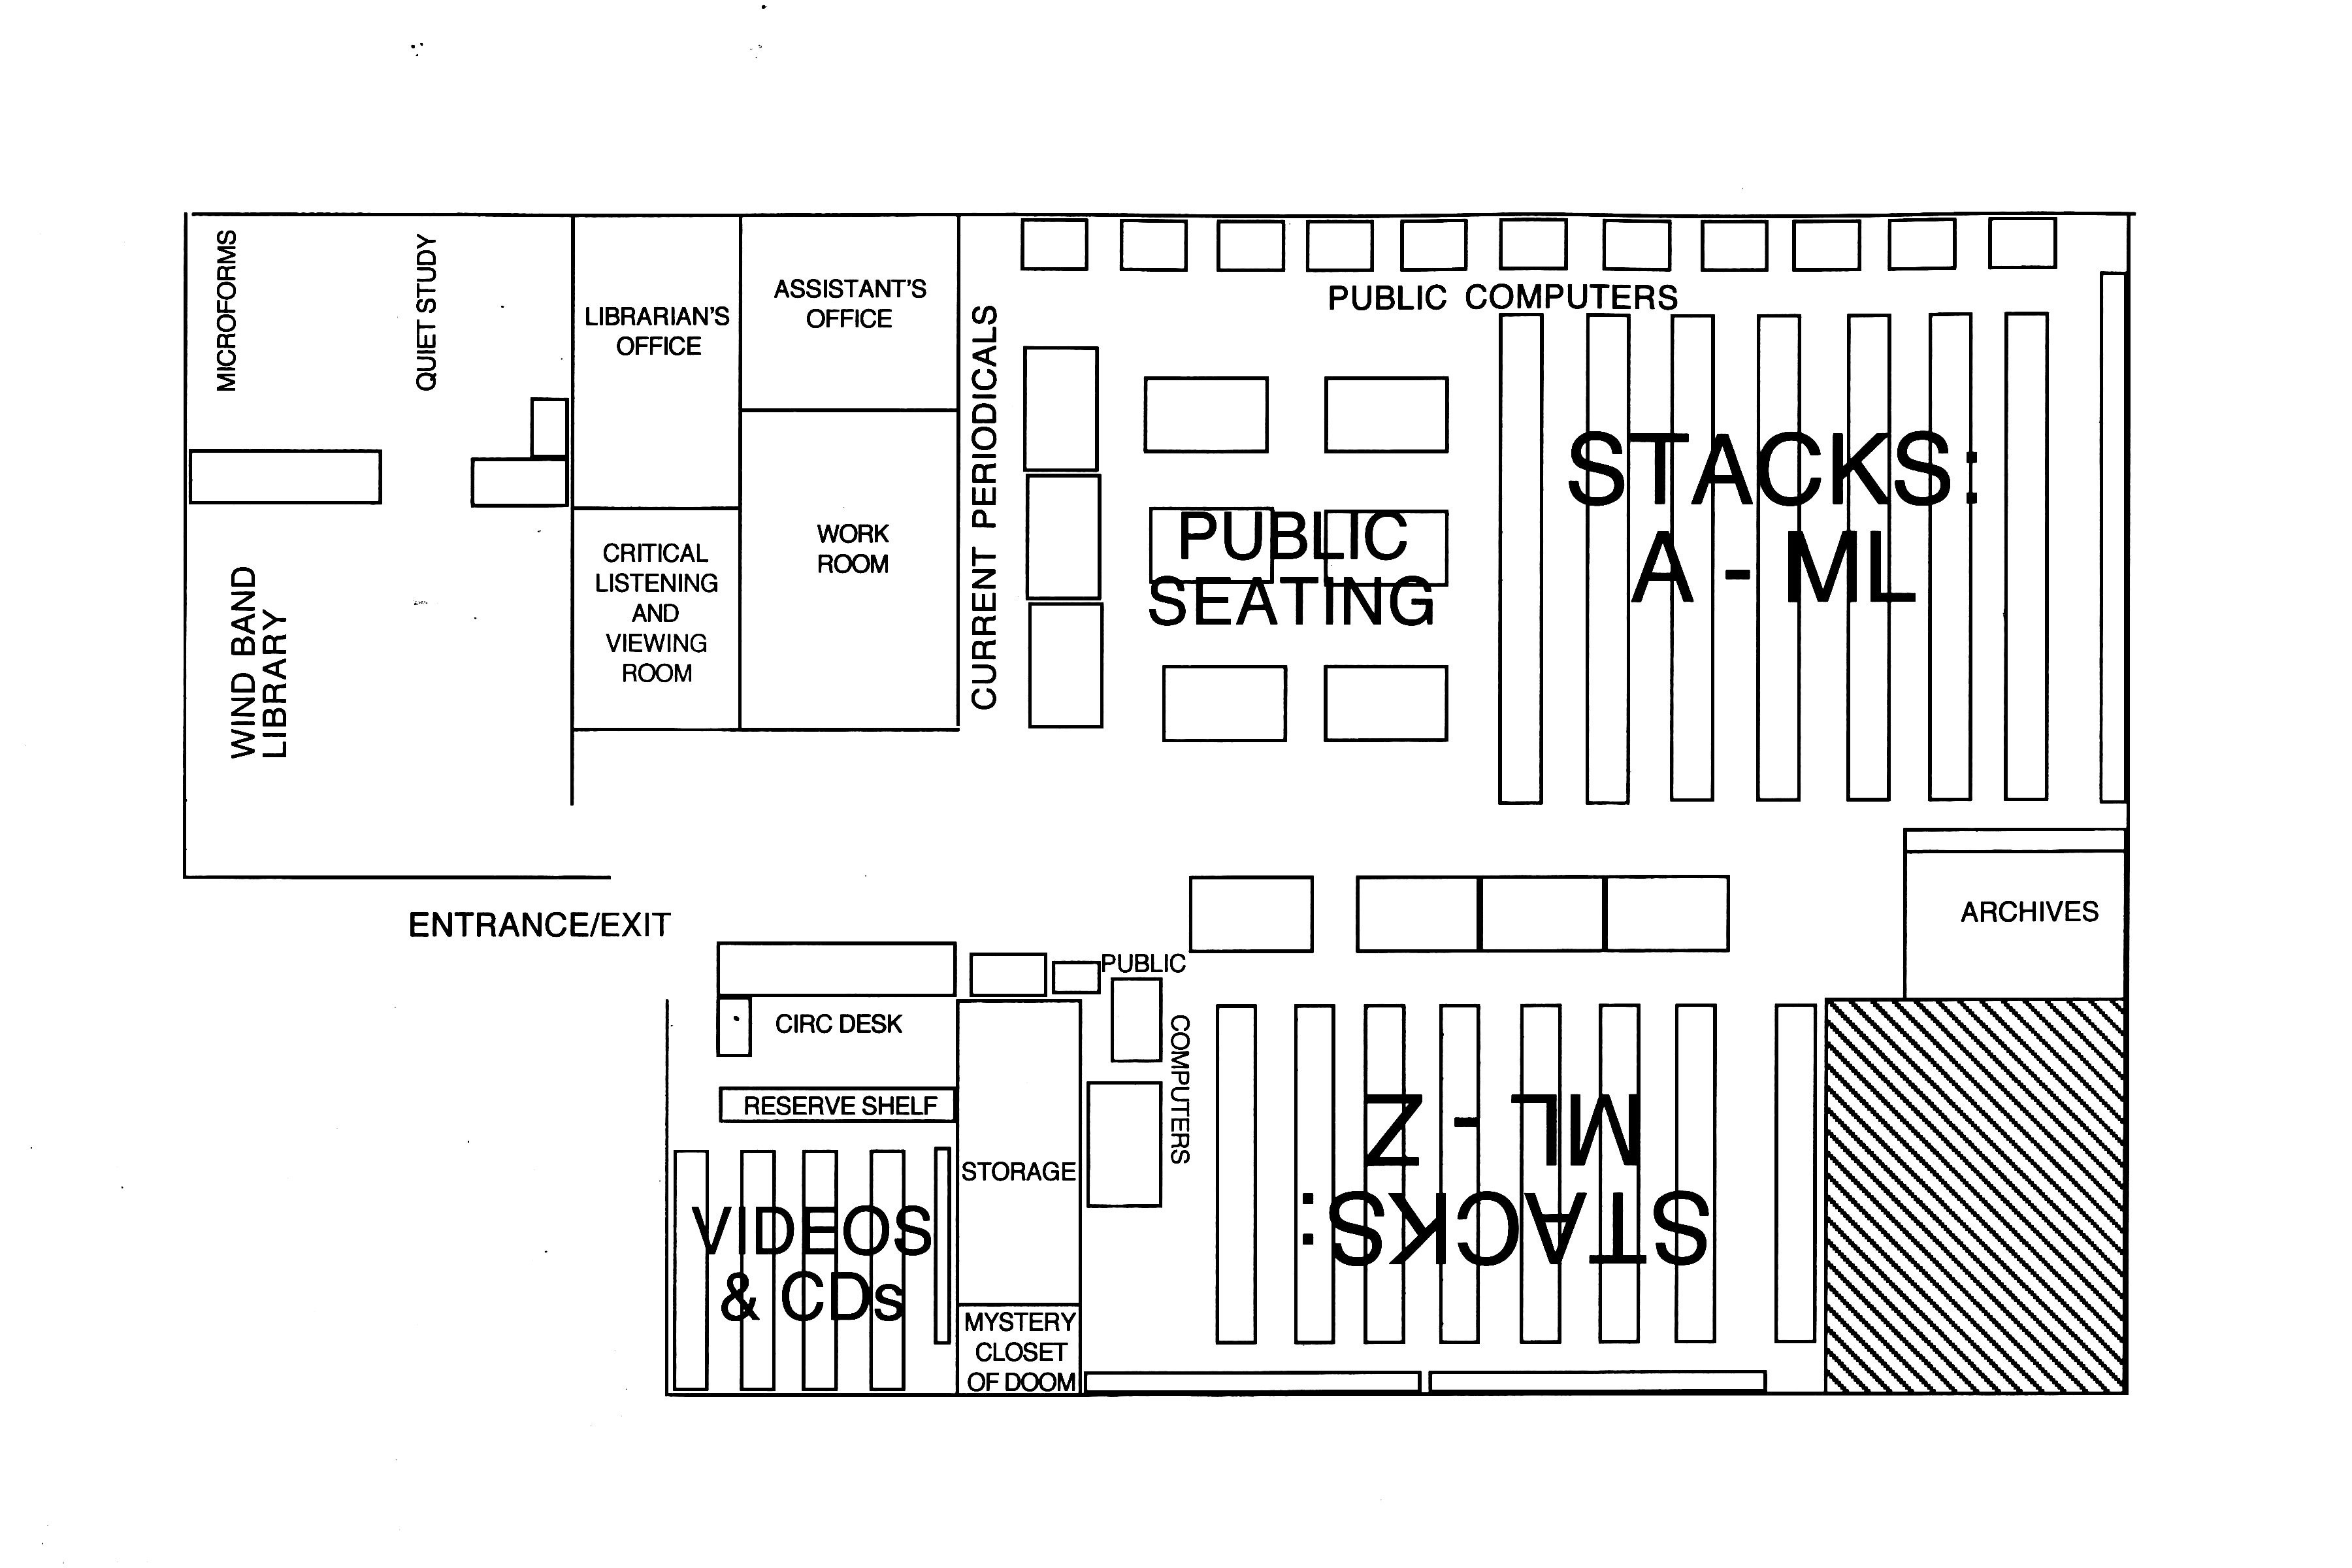 MICROFORMS
QUIET STUDY
LIBRARIAN'S
OFFICE
ASSISTANT'S
OFFICE
PUBLIC COMPUTERS
CURRENT PERIODICALS
WORK
ROOM
CRITICAL
LISTENING
AND
VIEWING
ROOM
WIND BAND
LIBRARY
PUBLIC
SEATING
STACKS:
A - ML
ENTRANCE/EXIT
ARCHIVES
PUBLIC
COMPUTERS
CIRC DESK
RESERVE SHELF
STORAGE
VIDEOS
& CDs
MYSTERY
CLOSET
OF DOOM
STACKS:
ML - Z